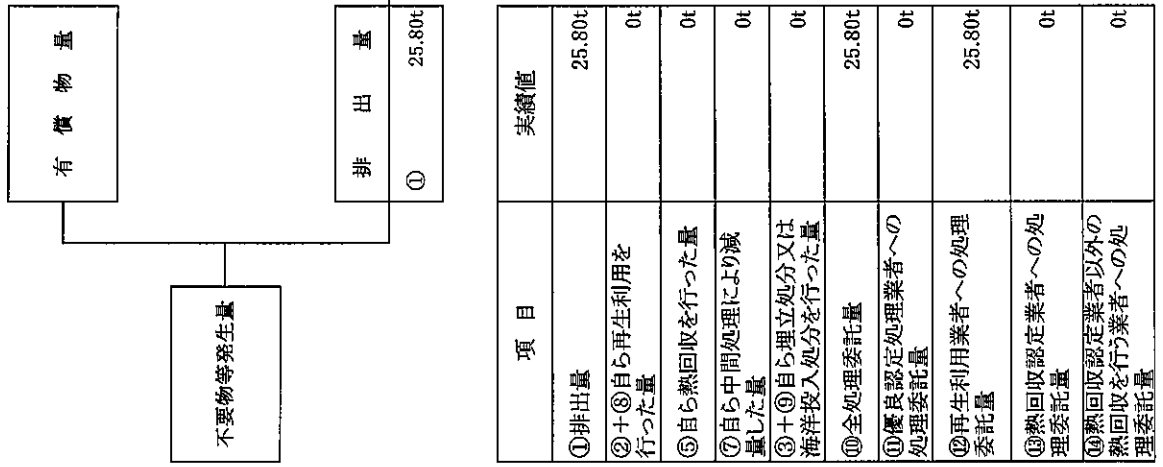 有償物量
不要物等発生量
排出量
① 25.80t
項目 実績値
①排出量 25.80t
②+⑧自ら再生利用を
行った量 0t
⑤自ら熱回収を行った量 0t
⑦自ら中間処理により減
量した量 0t
③+⑨自ら埋立処分又は
海洋投入処分を行った量 0t
⑩全処理委託量 25.80t
⑪優良認定処理業者への
処理委託量 0t
⑫再生利用業者への処理
委託量 25.80t
⑬熱回収認定業者への処
理委託量 0t
⑭熱回収認定業者以外の
熱回収を行う業者への処
理委託量 0t